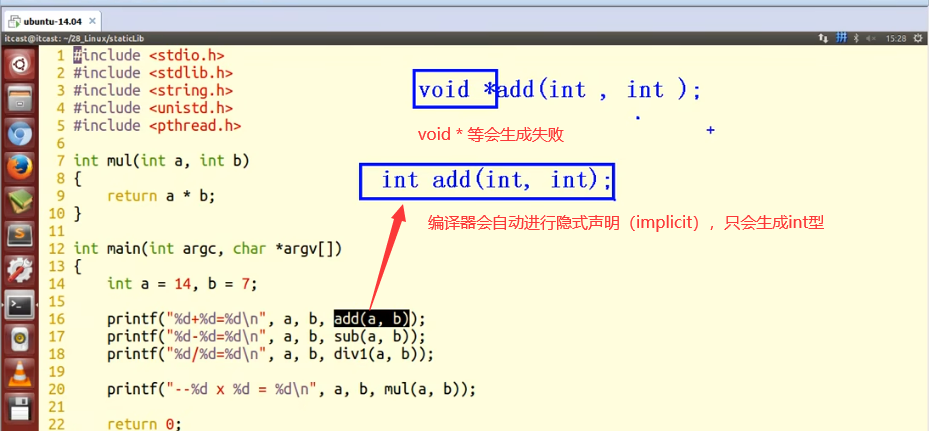 ubuntu-14.04
itcast@itcast: ~/28_Linux/staticLib
15:28
1 #include <stdio.h>
2 #include <stdlib.h>
3 #include <string.h>
4 #include <unistd.h>
5 #include <pthread.h>
6
7 int mul(int a, int b)
8 {
9     return a * b;
10 }
11
12 int main(int argc, char *argv[])
13 {
14     int a = 14, b = 7;
15
16     printf("%d+%d=%d\n", a, b, add(a, b));
17     printf("%d-%d=%d\n", a, b, sub(a, b));
18     printf("%d/%d=%d\n", a, b, div1(a, b));
19
20     printf("--%d x %d = %d\n", a, b, mul(a, b));
21
22     return 0;
void *add(int , int );
void * 等会生成失败
int add(int, int);
编译器会自动进行隐式声明（implicit），只会生成int型